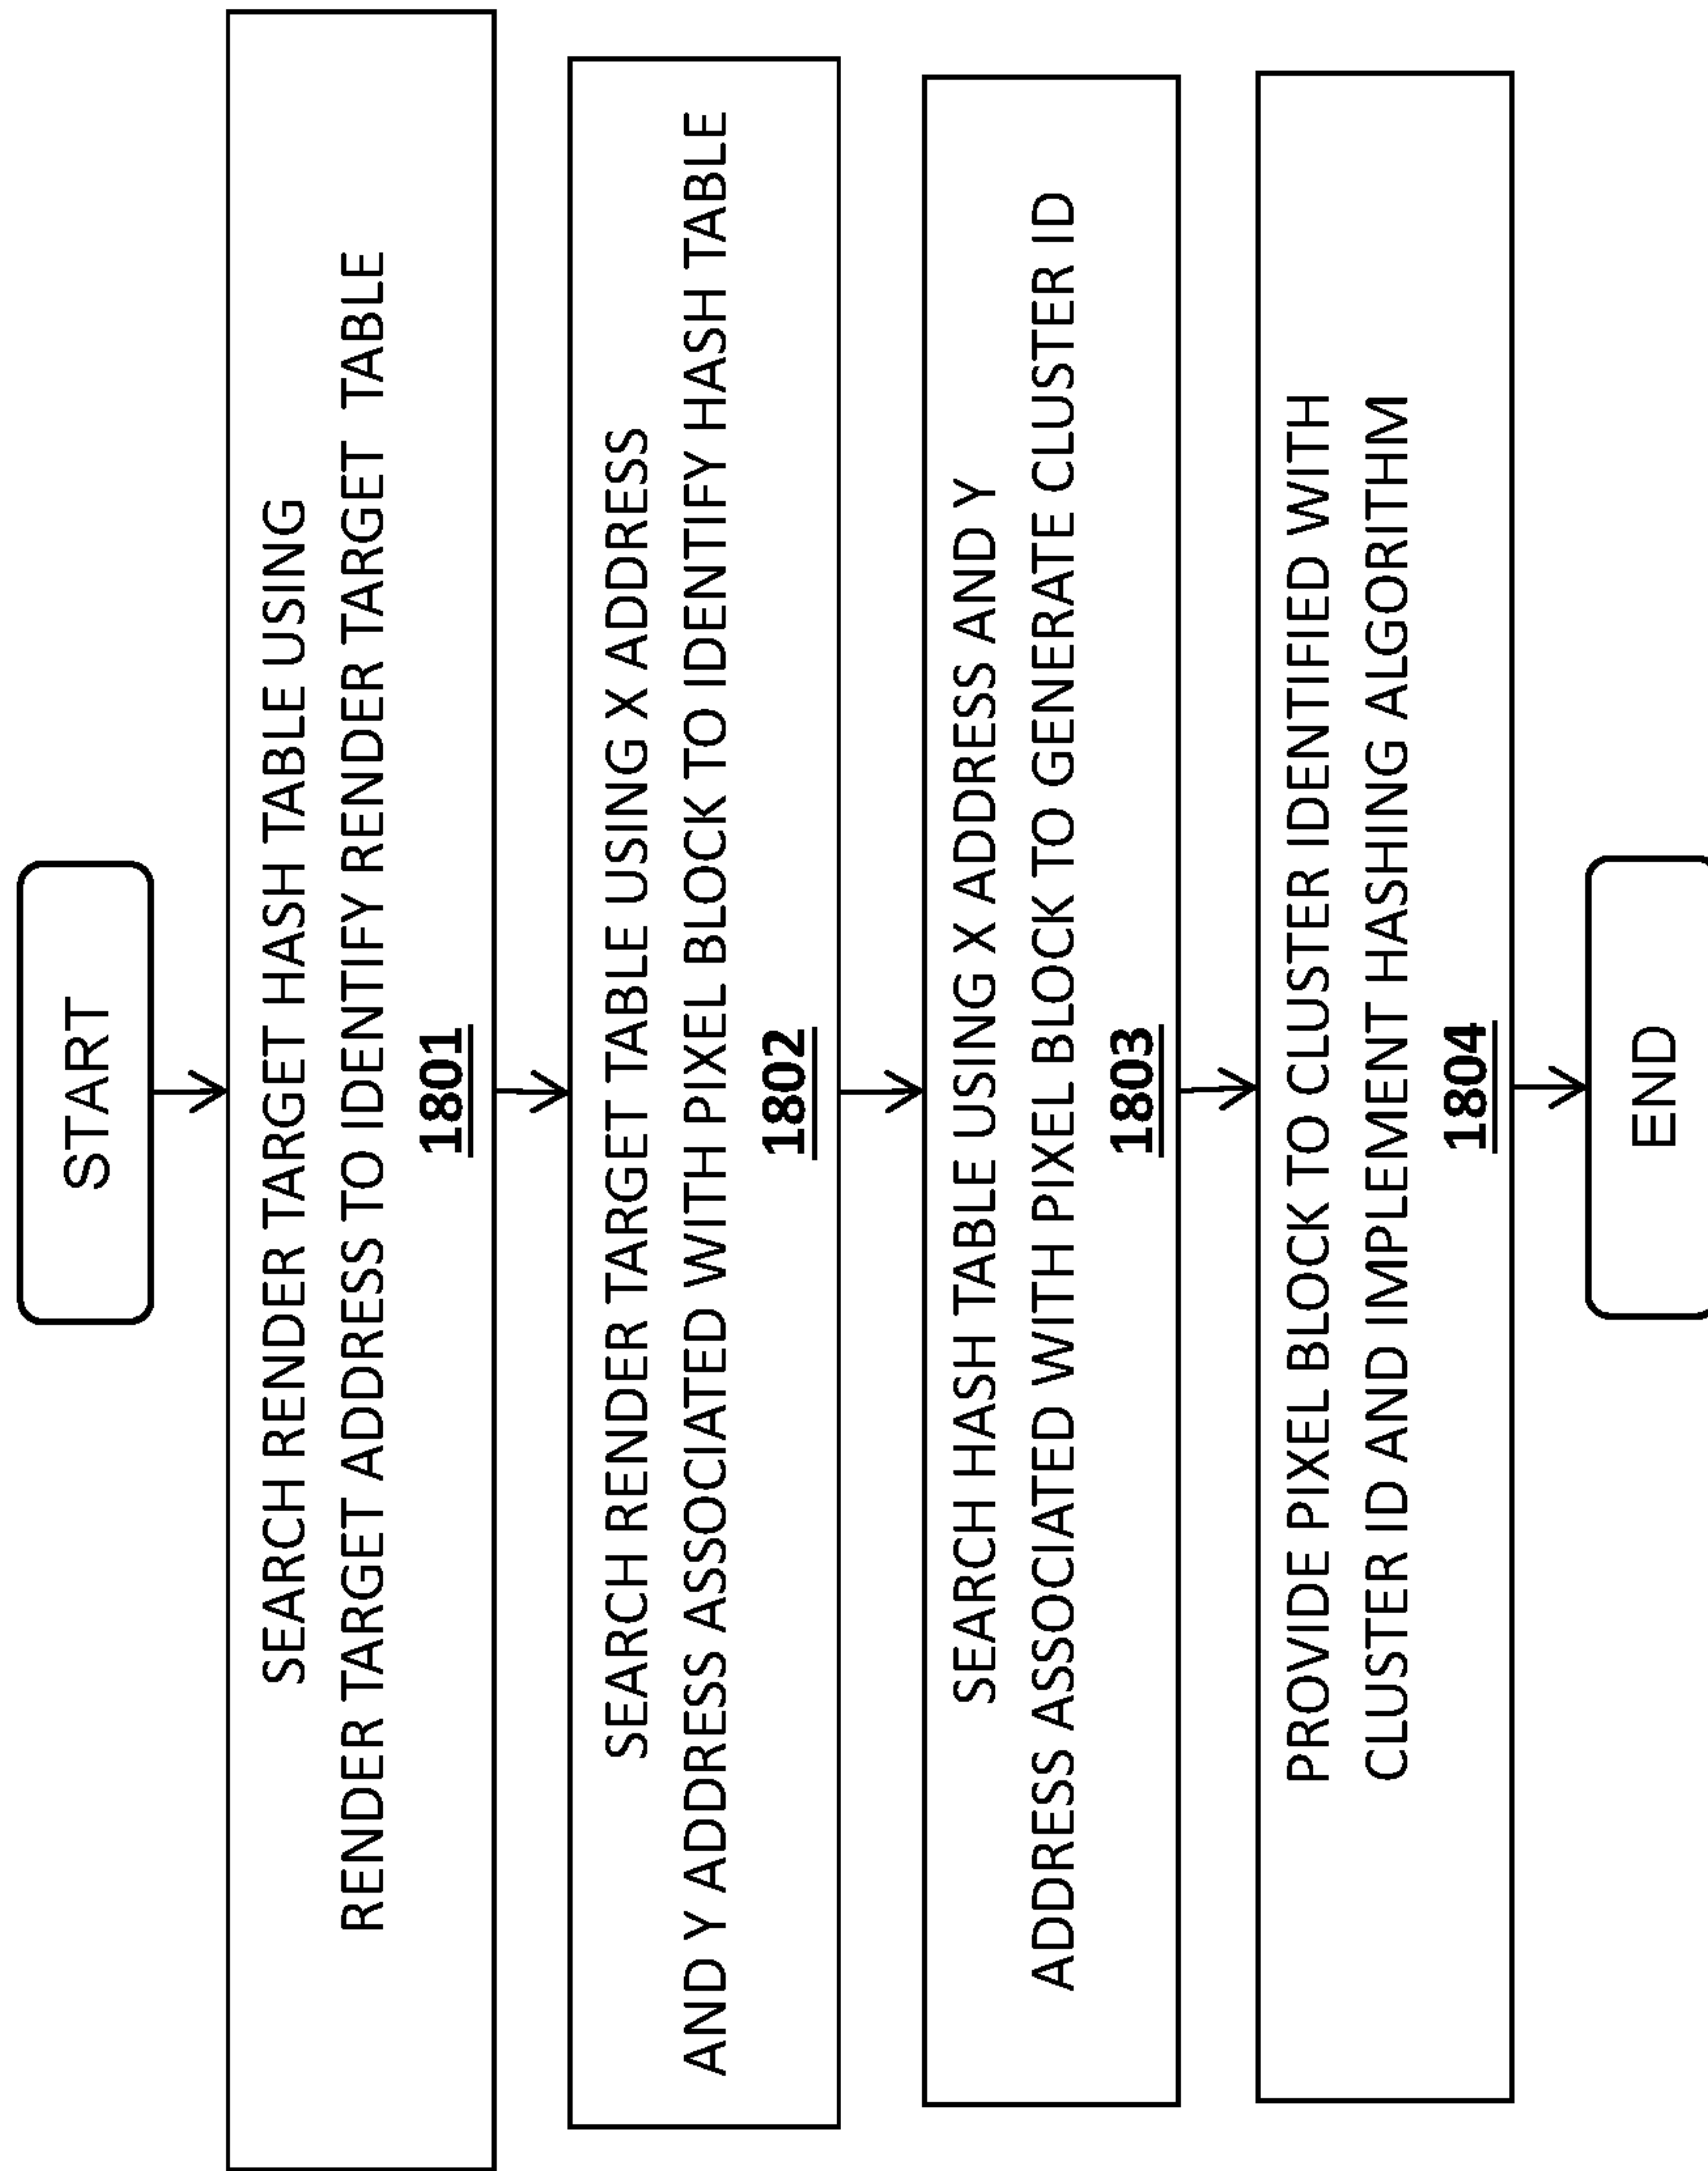 START
SEARCH RENDER TARGET HASH TABLE USING
RENDER TARGET ADDRESS TO IDENTIFY RENDER TARGET TABLE
1801
SEARCH RENDER TARGET TABLE USING X ADDRESS
AND Y ADDRESS ASSOCIATED WITH PIXEL BLOCK TO IDENTIFY HASH TABLE
1802
SEARCH HASH TABLE USING X ADDRESS AND Y
ADDRESS ASSOCIATED WITH PIXEL BLOCK TO GENERATE CLUSTER ID
1803
PROVIDE PIXEL BLOCK TO CLUSTER IDENTIFIED WITH
CLUSTER ID AND IMPLEMENT HASHING ALGORITHM
1804
END